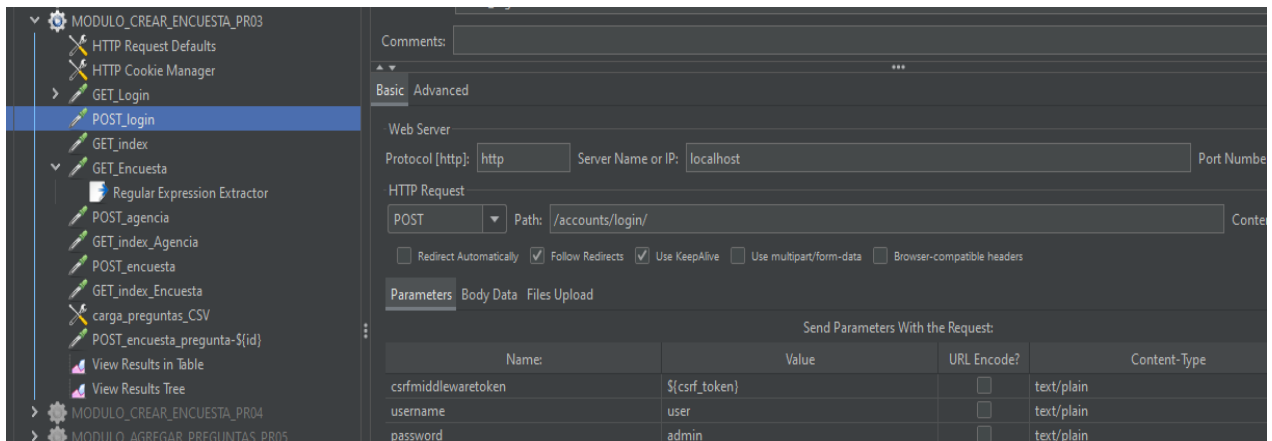 MODULO_CREAR_ENCUESTA_PR03
HTTP Request Defaults
HTTP Cookie Manager
GET_Login
POST_login
GET_index
GET_Encuesta
Regular Expression Extractor
POST_agencia
GET_index_Agencia
POST_encuesta
GET_index_Encuesta
carga_preguntas_CSV
POST_encuesta_pregunta-${id}
View Results in Table
View Results Tree
MODULO_CREAR_ENCUESTA_PR04
MODULO_AGREGAR_PREGUNTAS_PR05
Comments:
Basic Advanced
Web Server
Protocol [http]: http Server Name or IP: localhost Port Numbe
HTTP Request
POST Path: /accounts/login/ Conte
Redirect Automatically Follow Redirects Use KeepAlive Use multipart/form-data Browser-compatible headers
Parameters Body Data Files Upload
Send Parameters With the Request:
Name: Value URL Encode? Content-Type
csrfmiddlewaretoken ${csrf_token} text/plain
username user text/plain
password admin text/plain